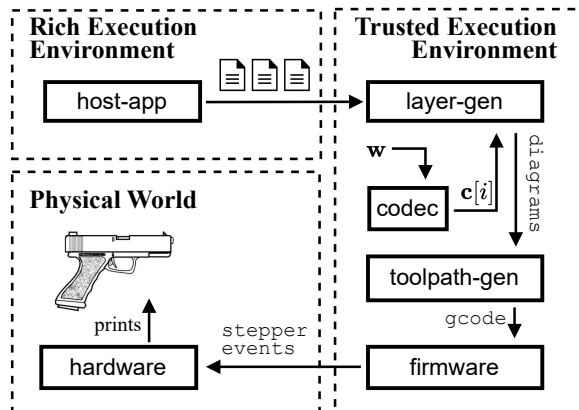 Rich Execution
Environment
host-app
Trusted Execution
Environment
layer-gen
w
c[i]
codec
diagrams
toolpath-gen
gcode
firmware
stepper
events
Physical World
prints
hardware